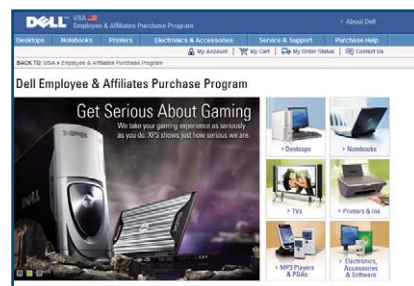 DELL USA
Employee & Affiliates Purchase Program
› About Dell
Desktops Notebooks Printers Electronics & Accessories Service & Support Purchase Help
My Account | My Cart | My Order Status | Contact Us
BACK TO: USA > Employee & Affiliates Purchase Program
Dell Employee & Affiliates Purchase Program
Get Serious About Gaming
We take your gaming experience as seriously
as you do. XPS shows just how serious we are.
› Desktops
› Notebooks
› TVs
› Printers & Ink
› MP3 Players
& PDAs
› Electronics,
Accessories
& Software